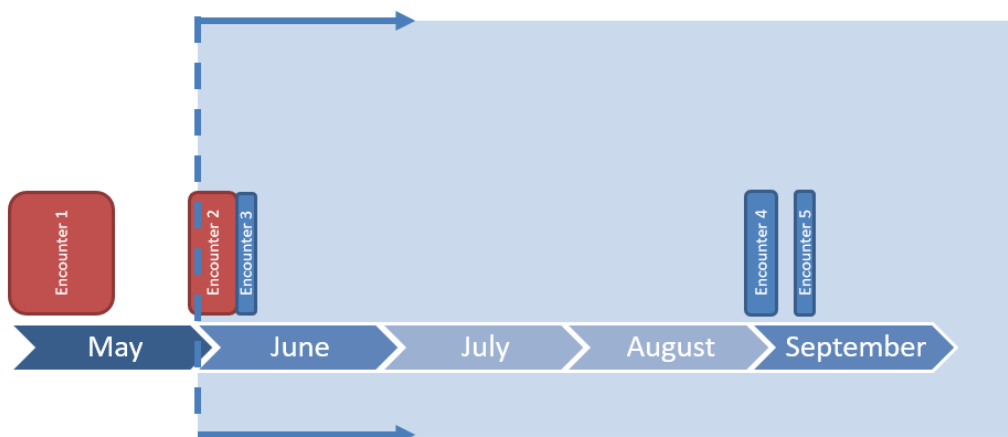 Encounter 1
Encounter 2
Encounter 3
Encounter 4
Encounter 5
May
June
July
August
September